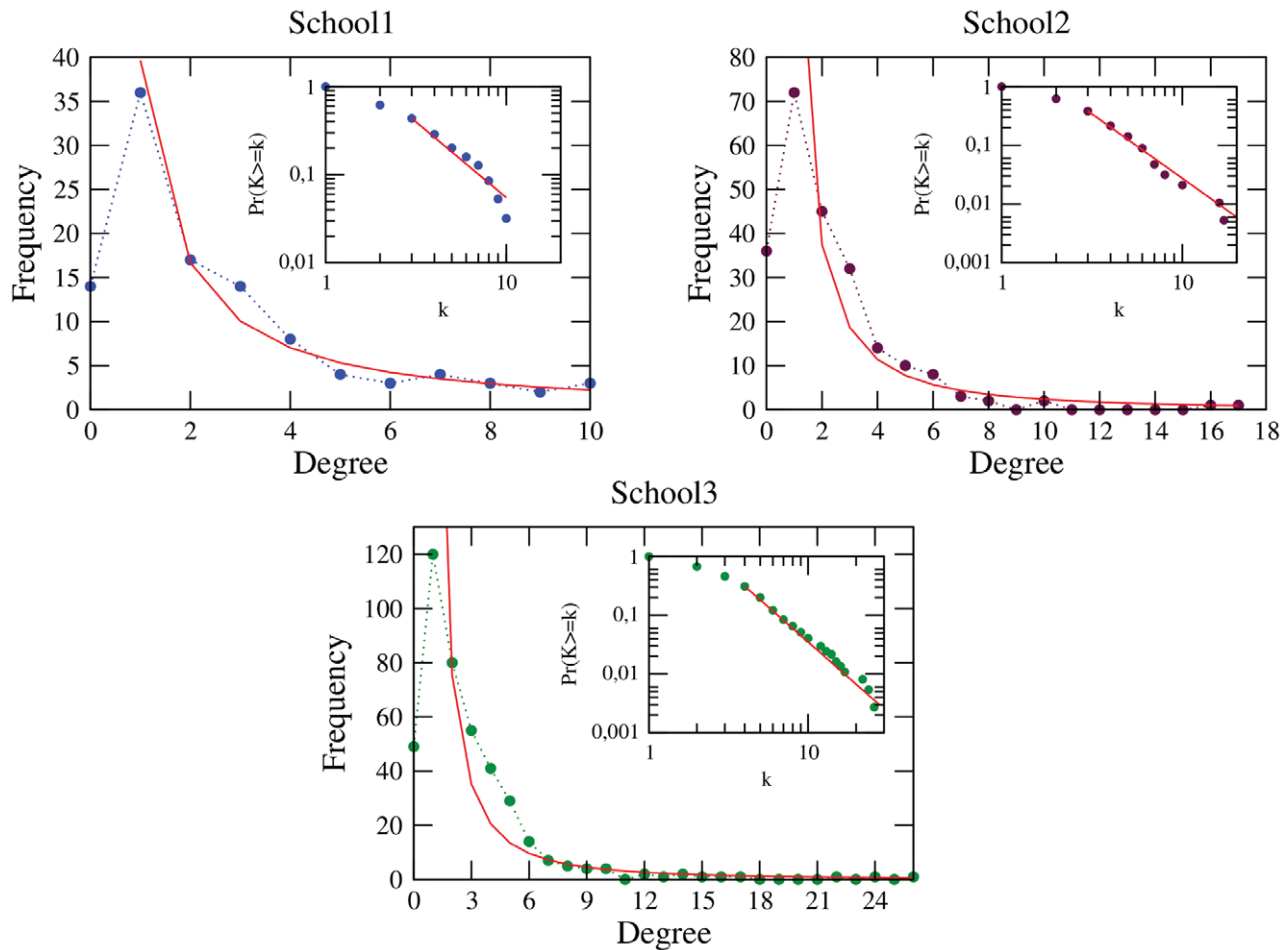 School1
40
35
30
25
20
15
10
5
0
Frequency
0 2 4 6 8 10
Degree
1
0,1
0,01
Pr(K>=k)
1 10
k
School2
80
70
60
50
40
30
20
10
0
Frequency
0 2 4 6 8 10 12 14 16 18
Degree
1
0,1
0,01
0,001
Pr(K>=k)
1 10
k
School3
120
100
80
60
40
20
0
Frequency
0 3 6 9 12 15 18 21 24
Degree
1
0,1
0,01
0,001
Pr(K>=k)
1 10
k